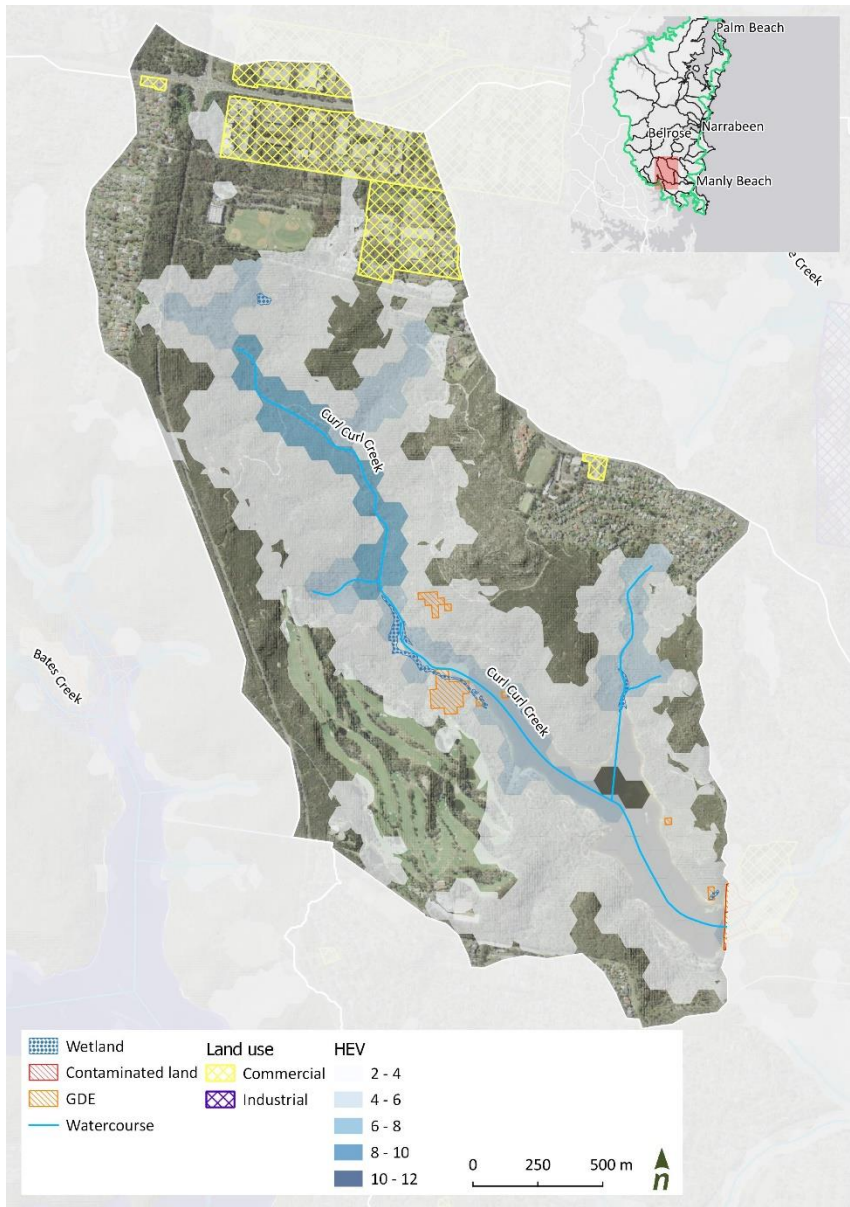 Palm Beach
Narrabeen
Belrose
Manly Beach
e Creek
Curl Curl Creek
Bates Creek
Curl Curl Creek
Wetland
Contaminated land
GDE
Watercourse
Land use
Commercial
Industrial
HEV
2 - 4
4 - 6
6 - 8
8 - 10
10 - 12
0 250 500 m
n